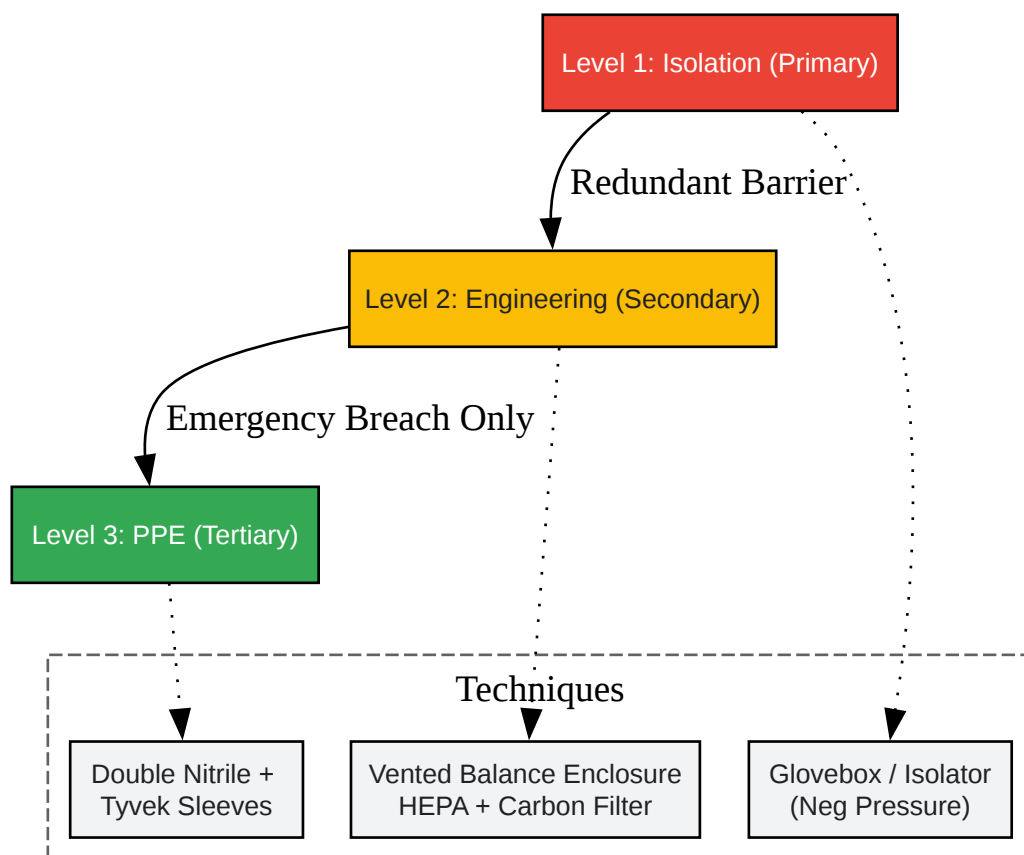 Level 1: Isolation (Primary)
Redundant Barrier
Level 2: Engineering (Secondary)
Emergency Breach Only
Level 3: PPE (Tertiary)
Techniques
Double Nitrile +
Tyvek Sleeves
Vented Balance Enclosure
HEPA + Carbon Filter
Glovebox / Isolator
(Neg Pressure)